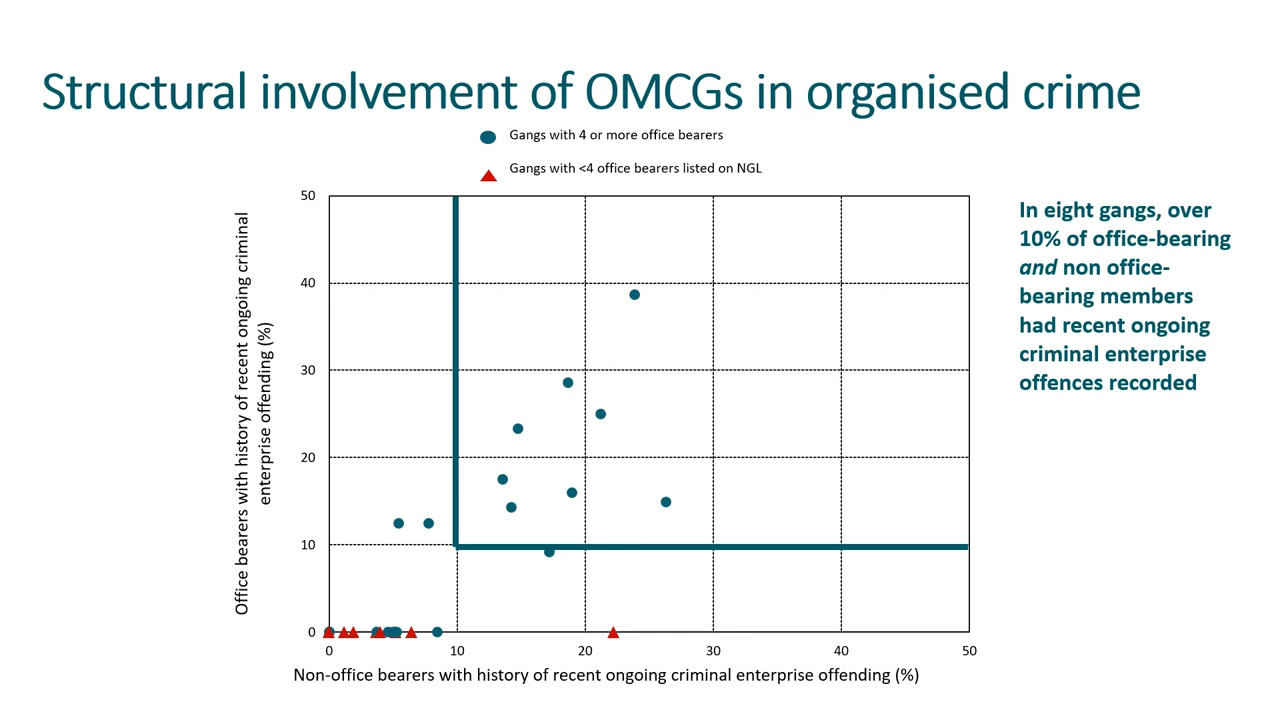 Structural involvement of OMCGs in organised crime
Gangs with 4 or more office bearers
Gangs with <4 office bearers listed on NGL
Office bearers with history of recent ongoing criminal
enterprise offending (%)
50
40
30
20
10
0
0
10
20
30
40
50
Non-office bearers with history of recent ongoing criminal enterprise offending (%)
In eight gangs, over
10% of office-bearing
and non office-
bearing members
had recent ongoing
criminal enterprise
offences recorded